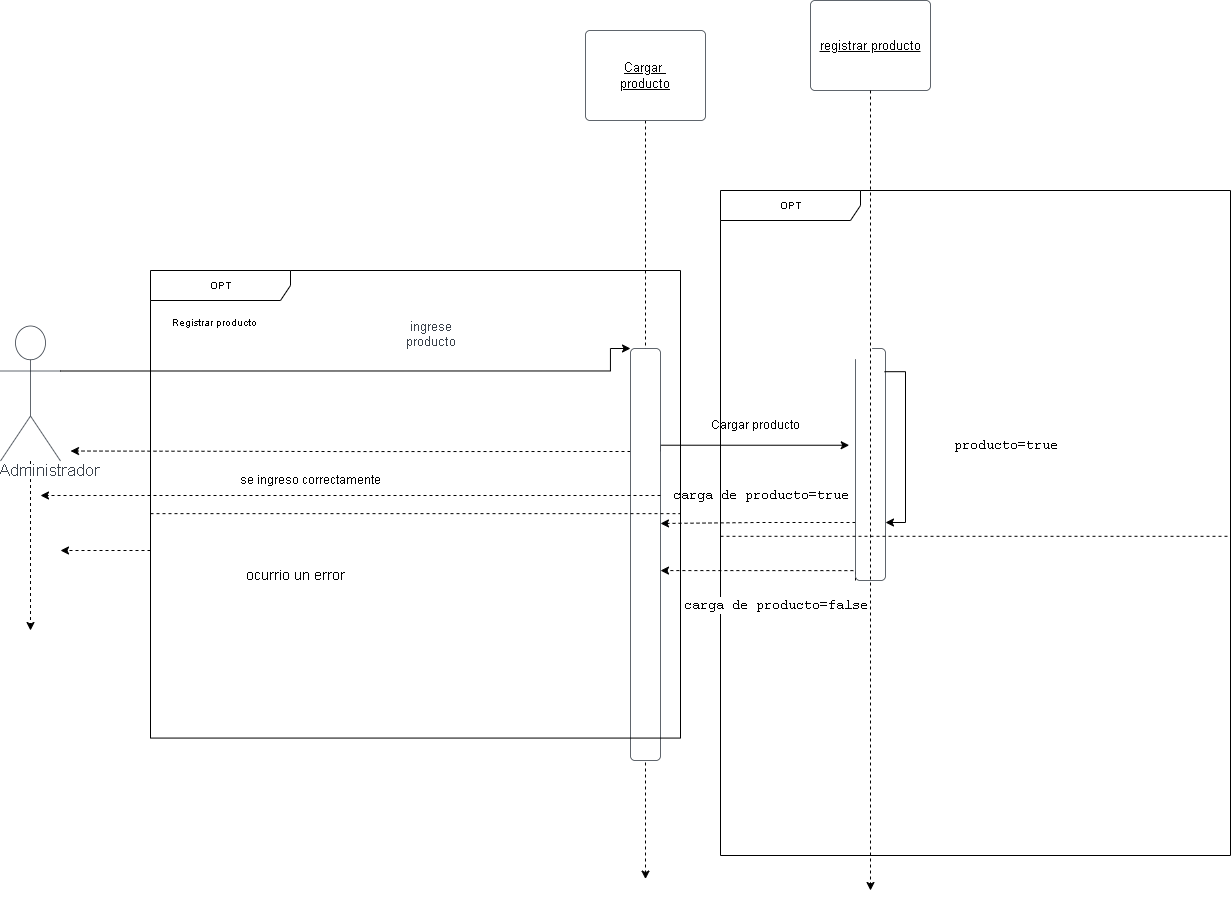 registrar producto
Cargar
producto
OPT
OPT
Registrar producto
ingrese
producto
Cargar producto
producto=true
Administrador
se ingreso correctamente
carga de producto=true
ocurrio un error
carga de producto=false